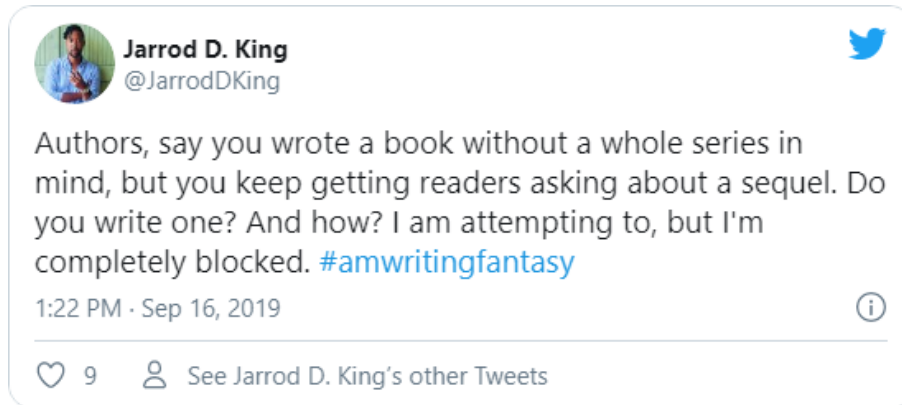 Jarrod D. King
@JarrodDKing
Authors, say you wrote a book without a whole series in
mind, but you keep getting readers asking about a sequel. Do
you write one? And how? I am attempting to, but I'm
completely blocked. #amwritingfantasy
1:22 PM · Sep 16, 2019
9 See Jarrod D. King's other Tweets